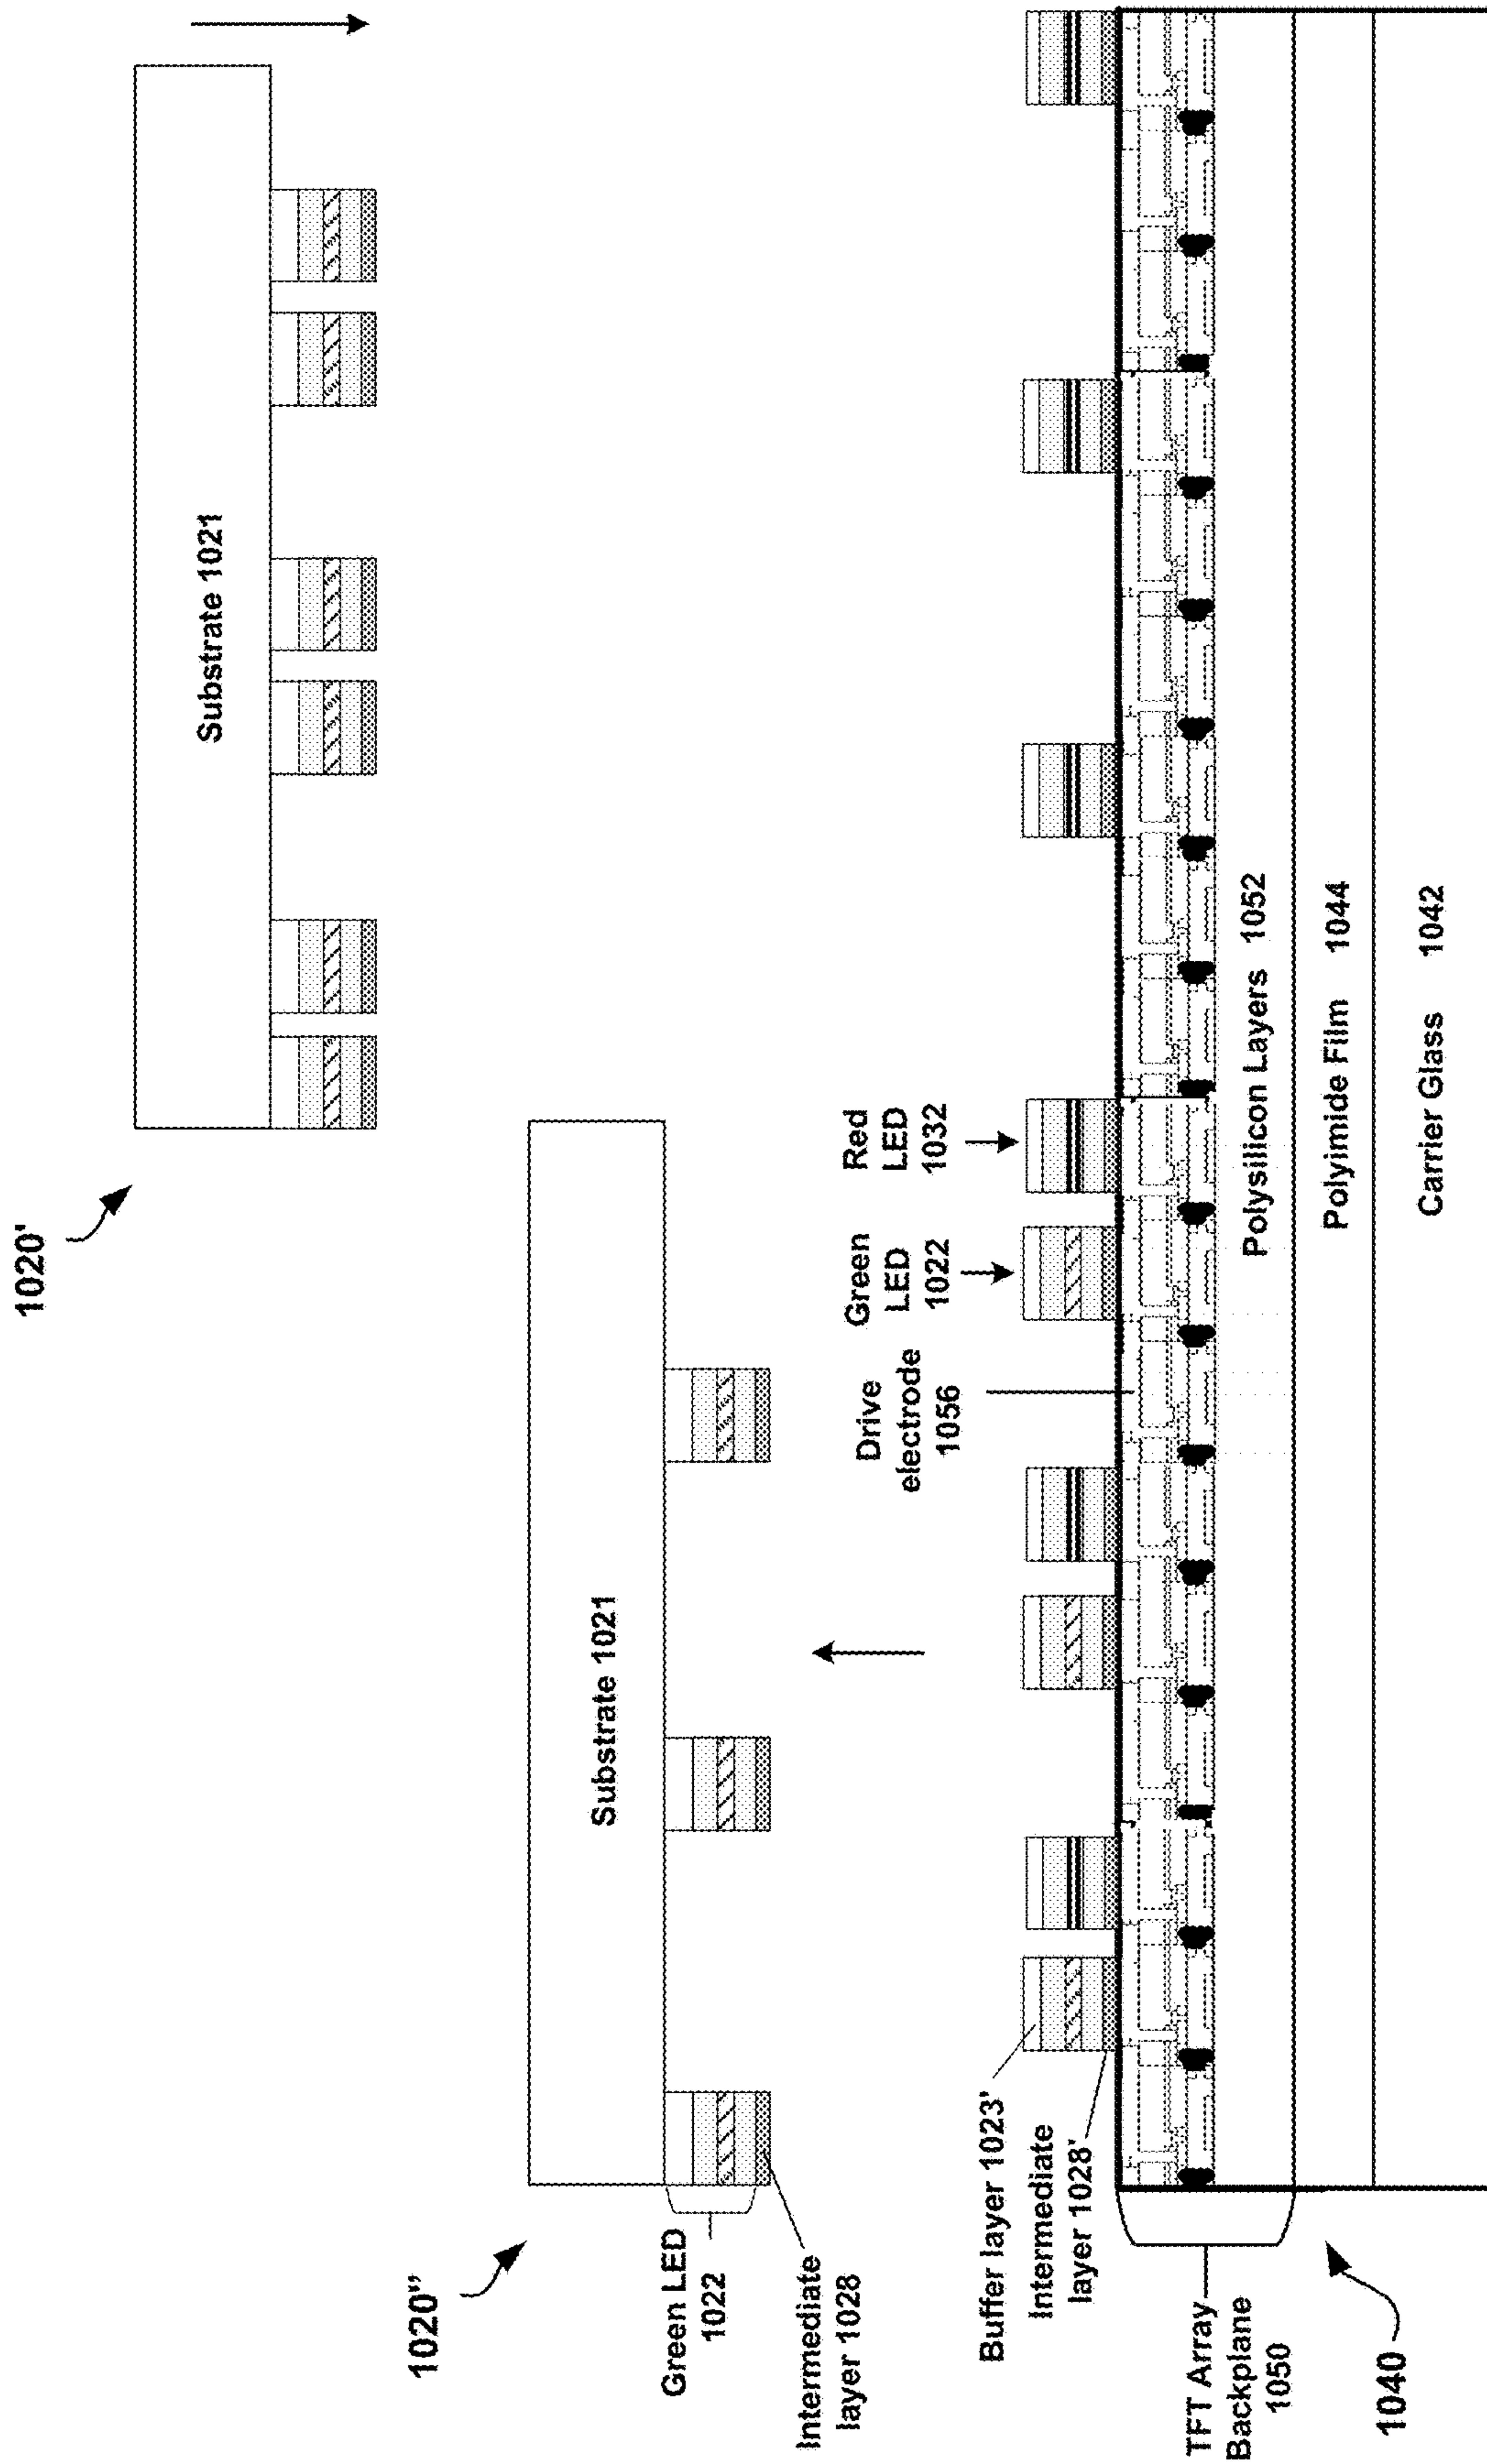 1020'
Substrate 1021
1020"
Substrate 1021
Green LED
1022
Intermediate
layer 1028
Drive
electrode
1056
Green
LED
1022
Red
LED
1032
Buffer layer 1023'
Intermediate
layer 1028'
TFT Array
Backplane
1050
Polysilicon Layers 1052
Polyimide Film 1044
Carrier Glass 1042
1040